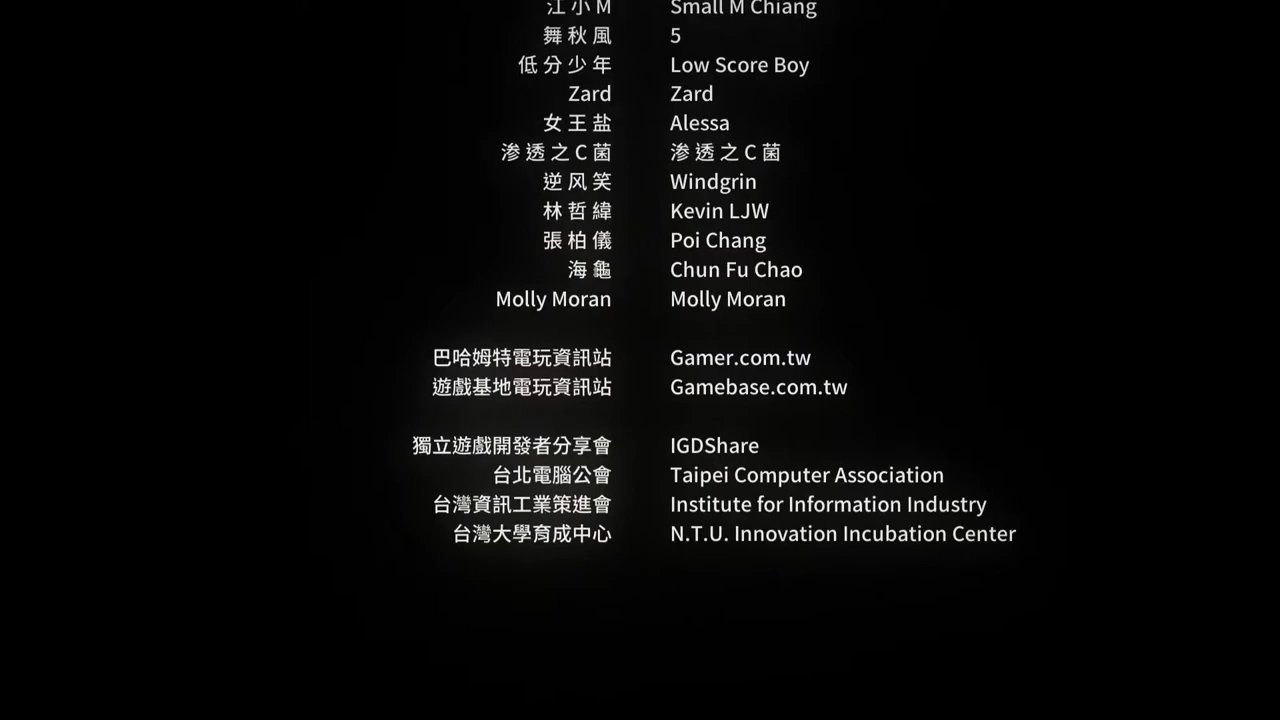 江小M Small M Chiang
舞秋風 5
低分少年 Low Score Boy
Zard Zard
女王盐 Alessa
滲透之C菌 滲透之C菌
逆风笑 Windgrin
林哲緯 Kevin LJW
張柏儀 Poi Chang
海龜 Chun Fu Chao
Molly Moran Molly Moran
巴哈姆特電玩資訊站 Gamer.com.tw
遊戲基地電玩資訊站 Gamebase.com.tw
獨立遊戲開發者分享會 IGDShare
台北電腦公會 Taipei Computer Association
台灣資訊工業策進會 Institute for Information Industry
台灣大學育成中心 N.T.U. Innovation Incubation Center